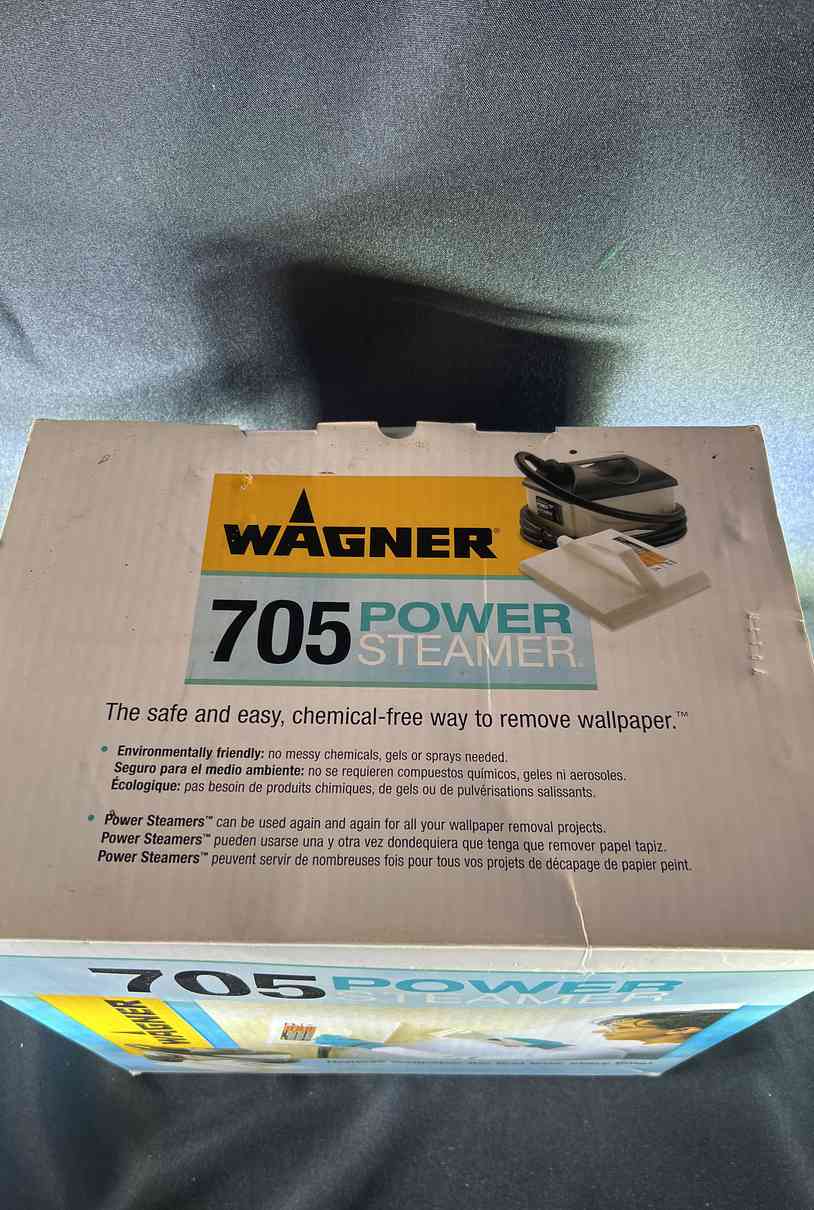 WAGNER
705 POWER
STEAMER
The safe and easy, chemical-free way to remove wallpaper.™
• Environmentally friendly: no messy chemicals, gels or sprays needed.
Seguro para el medio ambiente: no se requieren compuestos químicos, geles ni aerosoles.
Écologique: pas besoin de produits chimiques, de gels ou de pulvérisations salissants.
• Power Steamers™ can be used again and again for all your wallpaper removal projects.
Power Steamers™ pueden usarse una y otra vez dondequiera que tenga que remover papel tapiz.
Power Steamers™ peuvent servir de nombreuses fois pour tous vos projets de décapage de papier peint.
705 POWER
STEAMER
WAGNER